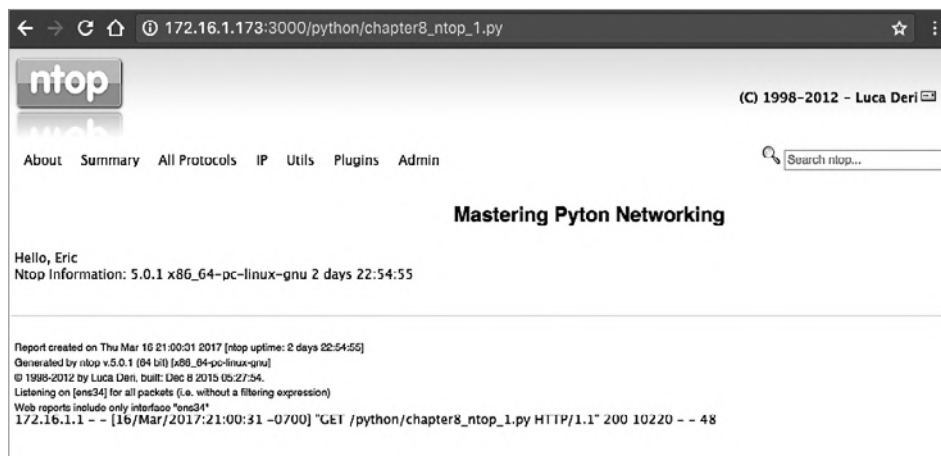 172.16.1.173:3000/python/chapter8_ntop_1.py
ntop
(C) 1998-2012 - Luca Deri
About Summary All Protocols IP Utils Plugins Admin
Search ntop...
Mastering Pyton Networking
Hello, Eric
Ntop Information: 5.0.1 x86_64-pc-linux-gnu 2 days 22:54:55
Report created on Thu Mar 16 21:00:31 2017 [ntop uptime: 2 days 22:54:55]
Generated by ntop v.5.0.1 (64 bit) [x86_64-pc-linux-gnu]
© 1998-2012 by Luca Deri, built: Dec 8 2015 05:27:54.
Listening on [ens34] for all packets (i.e. without a filtering expression)
Web reports include only interface "ens34"
172.16.1.1 - - [16/Mar/2017:21:00:31 -0700] "GET /python/chapter8_ntop_1.py HTTP/1.1" 200 10220 - - 48